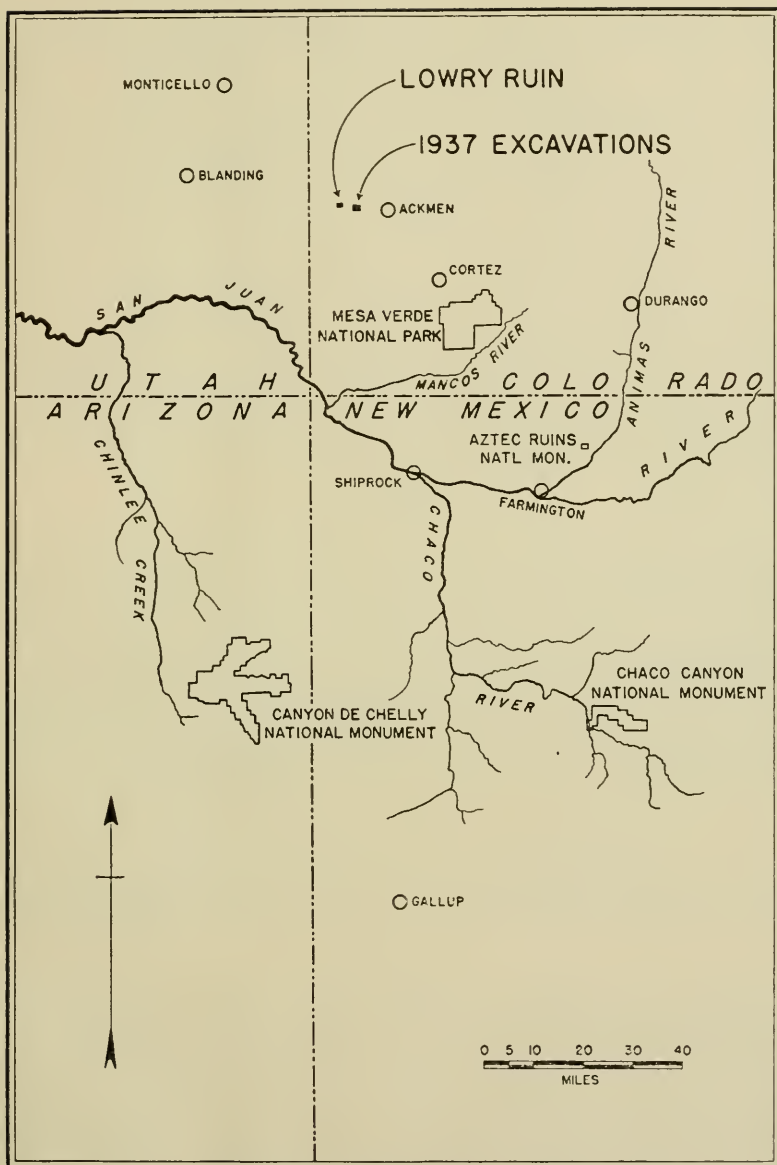 LOWRY RUIN
MONTICELLO
1937 EXCAVATIONS
BLANDING
ACKMEN
RIVER
CORTEZ
SAN JUAN
DURANGO
MESA VERDE
NATIONAL PARK
MANCOS RIVER
ANIMAS
UTAH
COLORADO
ARIZONA
NEW MEXICO
AZTEC RUINS
NATL MON.
RIVER
SHIPROCK
FARMINGTON
CHINLEE
CREEK
CHACO
RIVER
CHACO CANYON
NATIONAL MONUMENT
CANYON DE CHELLY
NATIONAL MONUMENT
GALLUP
0 5 10 20 30 40
MILES